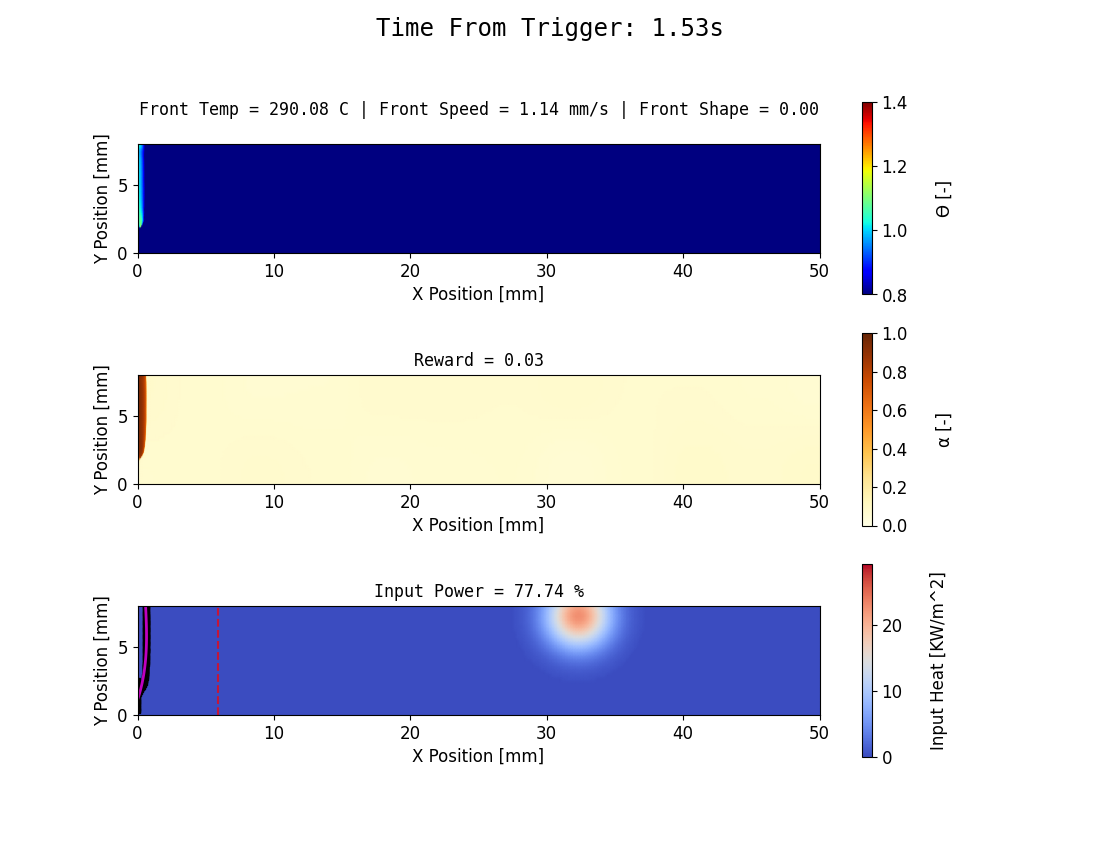 Time From Trigger: 1.53s
Front Temp = 290.08 C | Front Speed = 1.14 mm/s | Front Shape = 0.00
Y Position [mm]
5
0
0 10 20 30 40 50
X Position [mm]
1.4
1.2
1.0
0.8
Θ [-]
Reward = 0.03
Y Position [mm]
5
0
0 10 20 30 40 50
X Position [mm]
1.0
0.8
0.6
0.4
0.2
0.0
α [-]
Input Power = 77.74 %
Y Position [mm]
5
0
0 10 20 30 40 50
X Position [mm]
20
10
0
Input Heat [KW/m^2]